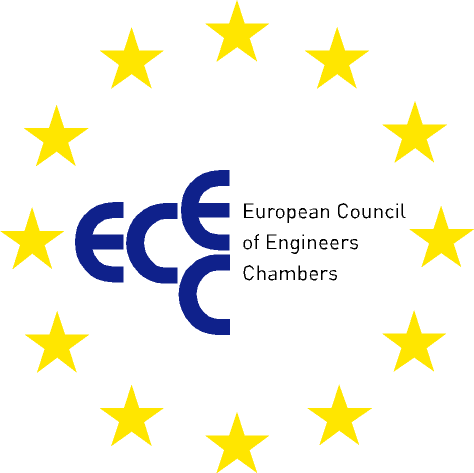 ECEC
European Council
of Engineers
Chambers